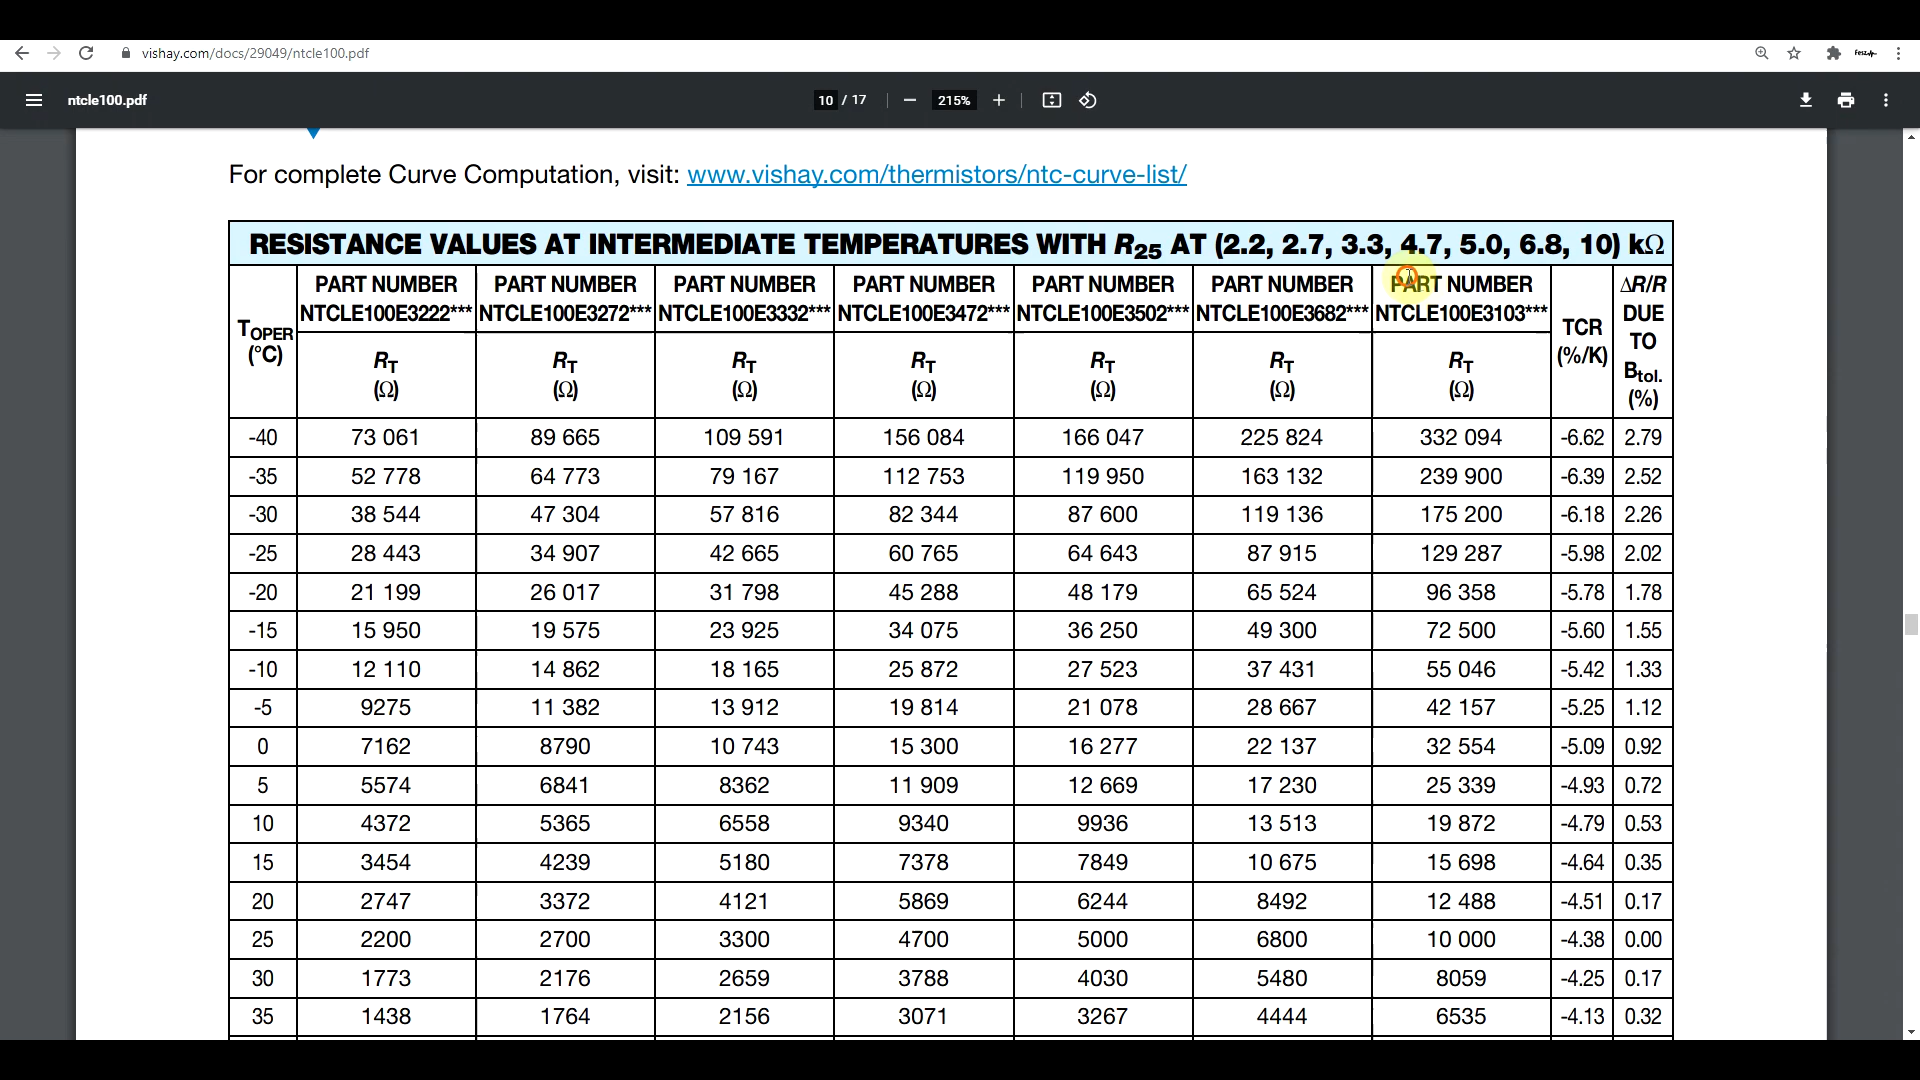 vishay.com/docs/29049/ntcle100.pdf
fesz
ntcle100.pdf
10 / 17
215%
For complete Curve Computation, visit: www.vishay.com/thermistors/ntc-curve-list/
RESISTANCE VALUES AT INTERMEDIATE TEMPERATURES WITH R25 AT (2.2, 2.7, 3.3, 4.7, 5.0, 6.8, 10) kΩ
TOPER (°C) PART NUMBER NTCLE100E3222*** PART NUMBER NTCLE100E3272*** PART NUMBER NTCLE100E3332*** PART NUMBER NTCLE100E3472*** PART NUMBER NTCLE100E3502*** PART NUMBER NTCLE100E3682*** PART NUMBER NTCLE100E3103*** TCR (%/K) ΔR/R DUE TO Btol. (%)
RT (Ω) RT (Ω) RT (Ω) RT (Ω) RT (Ω) RT (Ω) RT (Ω)
-40 73 061 89 665 109 591 156 084 166 047 225 824 332 094 -6.62 2.79
-35 52 778 64 773 79 167 112 753 119 950 163 132 239 900 -6.39 2.52
-30 38 544 47 304 57 816 82 344 87 600 119 136 175 200 -6.18 2.26
-25 28 443 34 907 42 665 60 765 64 643 87 915 129 287 -5.98 2.02
-20 21 199 26 017 31 798 45 288 48 179 65 524 96 358 -5.78 1.78
-15 15 950 19 575 23 925 34 075 36 250 49 300 72 500 -5.60 1.55
-10 12 110 14 862 18 165 25 872 27 523 37 431 55 046 -5.42 1.33
-5 9275 11 382 13 912 19 814 21 078 28 667 42 157 -5.25 1.12
0 7162 8790 10 743 15 300 16 277 22 137 32 554 -5.09 0.92
5 5574 6841 8362 11 909 12 669 17 230 25 339 -4.93 0.72
10 4372 5365 6558 9340 9936 13 513 19 872 -4.79 0.53
15 3454 4239 5180 7378 7849 10 675 15 698 -4.64 0.35
20 2747 3372 4121 5869 6244 8492 12 488 -4.51 0.17
25 2200 2700 3300 4700 5000 6800 10 000 -4.38 0.00
30 1773 2176 2659 3788 4030 5480 8059 -4.25 0.17
35 1438 1764 2156 3071 3267 4444 6535 -4.13 0.32